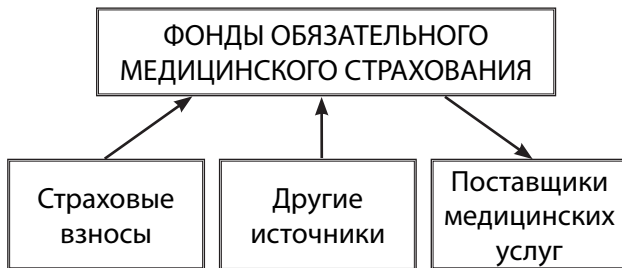 ФОНДЫ ОБЯЗАТЕЛЬНОГО
МЕДИЦИНСКОГО СТРАХОВАНИЯ
Страховые
взносы
Другие
источники
Поставщики
медицинских
услуг